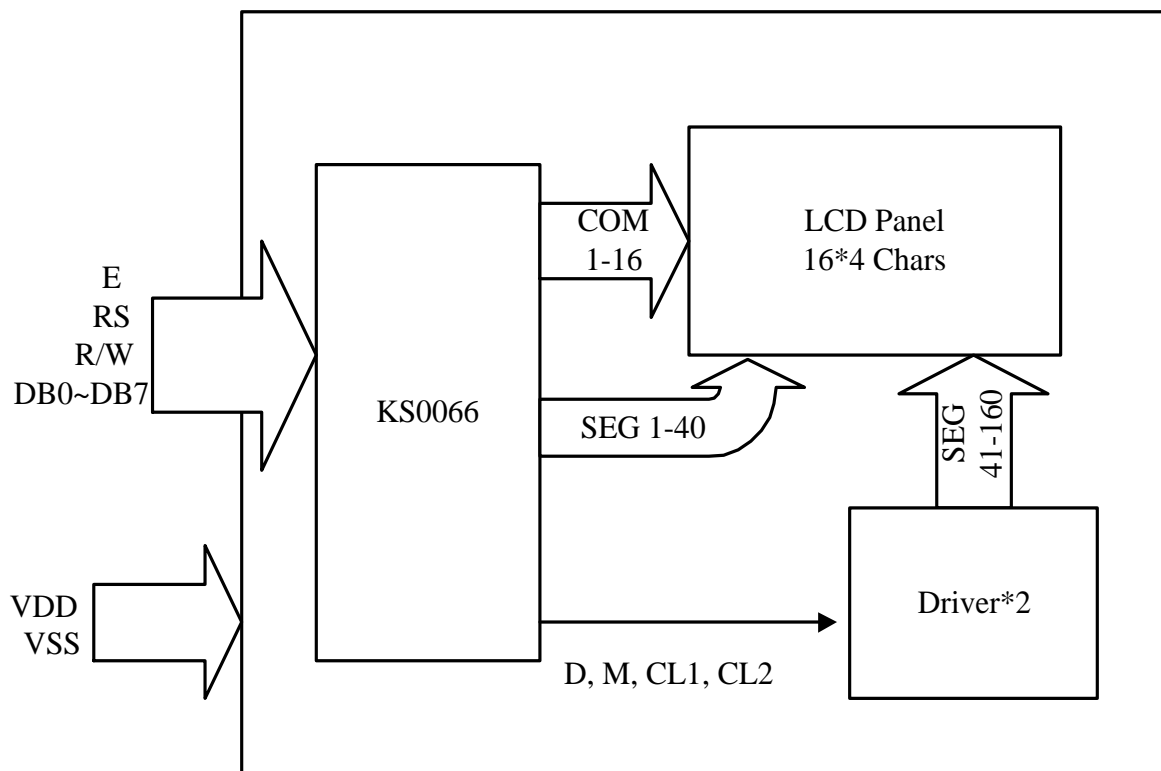 E
RS
R/W
DB0~DB7
VDD
VSS
KS0066
COM
1-16
SEG 1-40
D, M, CL1, CL2
LCD Panel
16*4 Chars
SEG
41-160
Driver*2